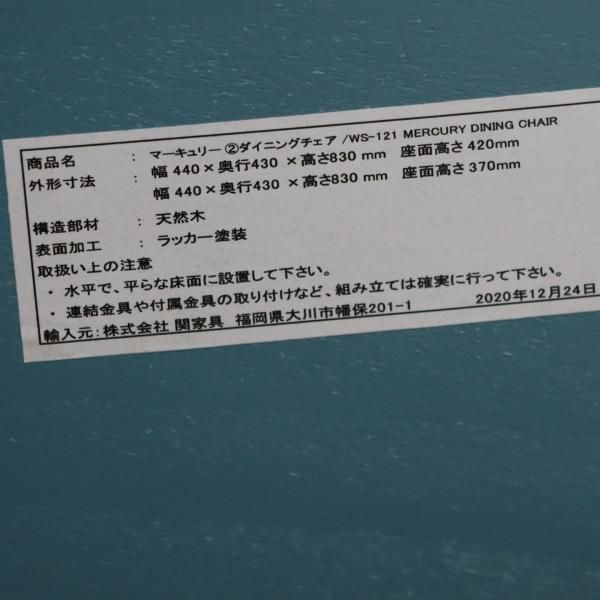 商品名 : マーキュリー ②ダイニングチェア /WS-121 MERCURY DINING CHAIR
外形寸法 : 幅 440×奥行430 ×高さ830 mm 座面高さ 420mm
幅 440×奥行430 ×高さ830 mm 座面高さ 370mm
構造部材 : 天然木
表面加工 : ラッカー塗装
取扱い上の注意
・ 水平で、平らな床面に設置して下さい。
・ 連結金具や付属金具の取り付けなど、組み立ては確実に行って下さい。
輸入元:株式会社 関家具 福岡県大川市幡保201-1 2020年12月24日